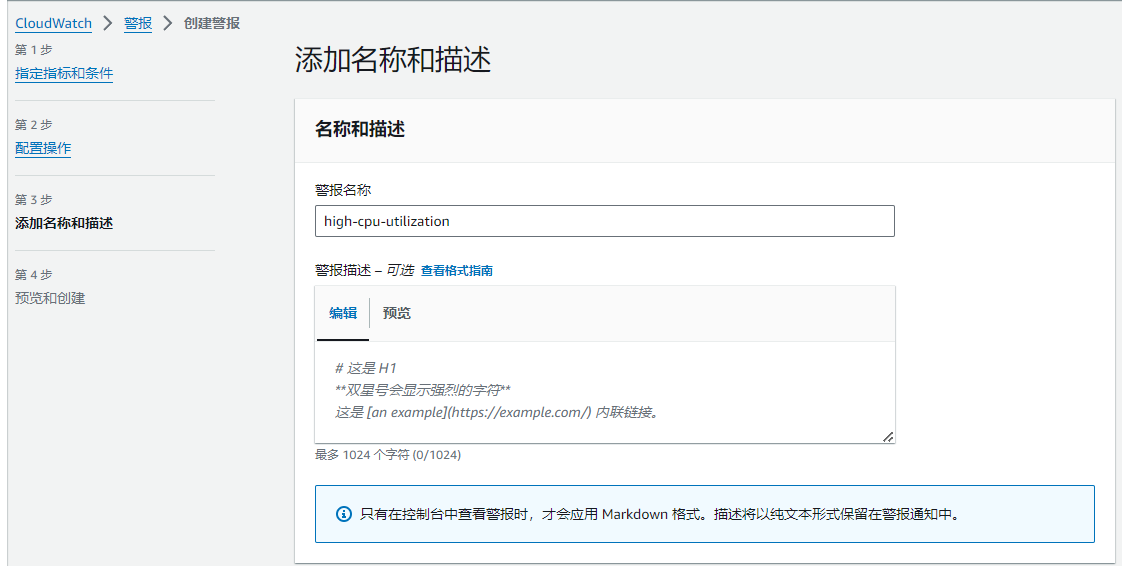 CloudWatch > 警报 > 创建警报
第 1 步
指定指标和条件
第 2 步
配置操作
第 3 步
添加名称和描述
第 4 步
预览和创建
添加名称和描述
名称和描述
警报名称
high-cpu-utilization
警报描述 – 可选 查看格式指南
编辑 预览
# 这是 H1
**双星号会显示强烈的字符**
这是 [an example](https://example.com/) 内联链接。
最多 1024 个字符 (0/1024)
只有在控制台中查看警报时，才会应用 Markdown 格式。描述将以纯文本形式保留在警报通知中。